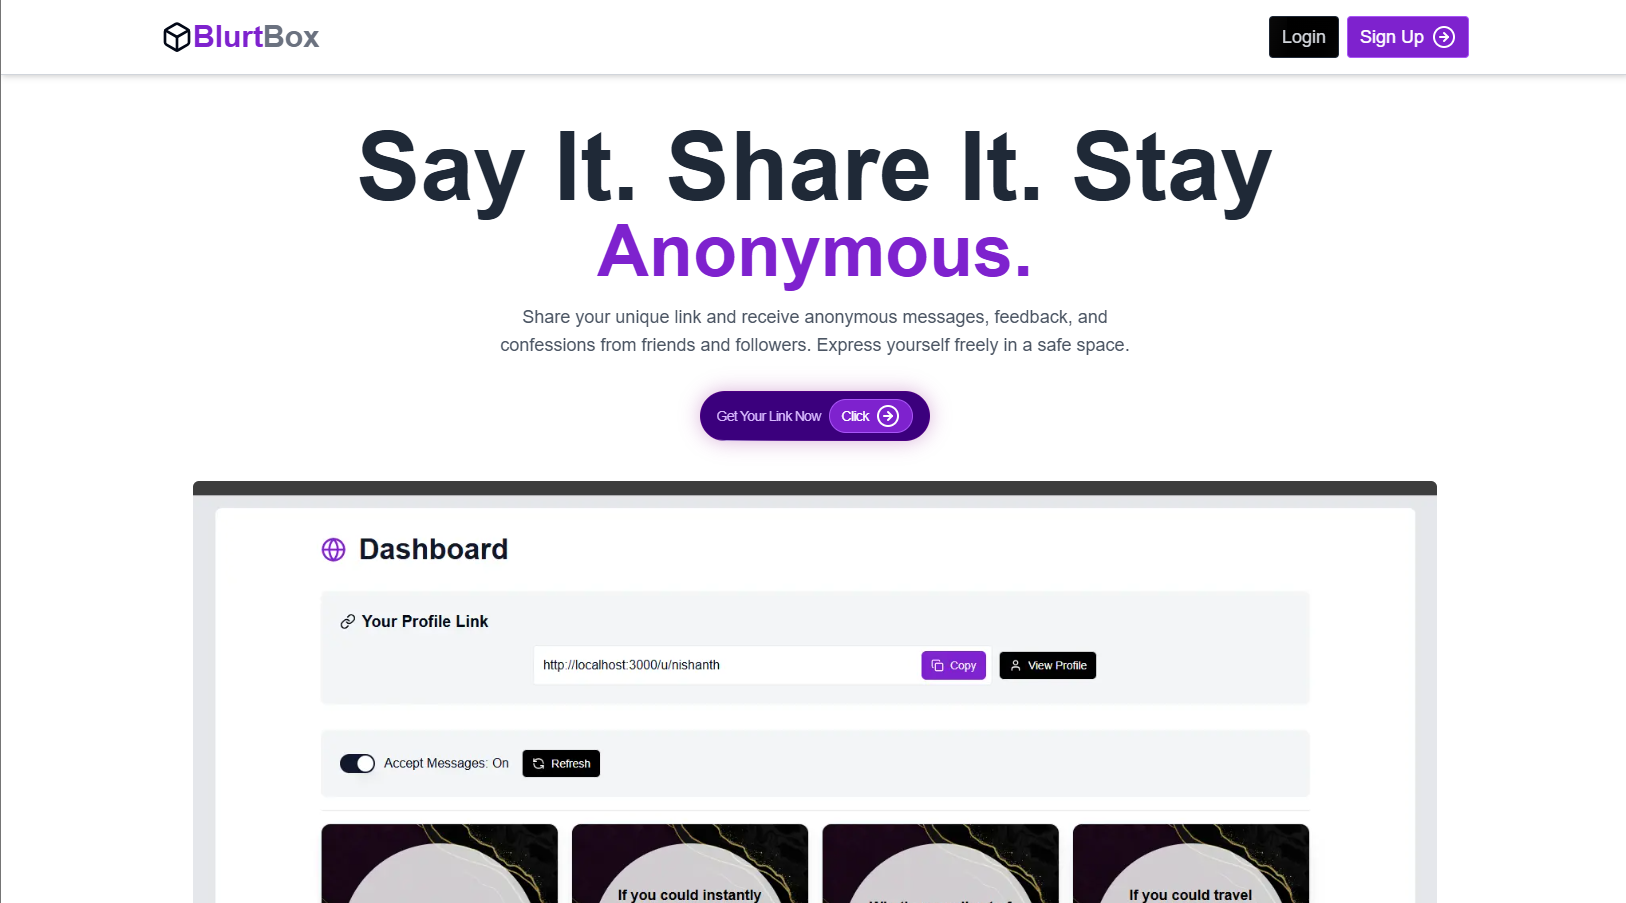 BlurtBox
Login
Sign Up
Say It. Share It. Stay
Anonymous.
Share your unique link and receive anonymous messages, feedback, and
confessions from friends and followers. Express yourself freely in a safe space.
Get Your Link Now
Click
Dashboard
Your Profile Link
http://localhost:3000/u/nishanth
Copy
View Profile
Accept Messages: On
Refresh
If you could instantly
If you could travel